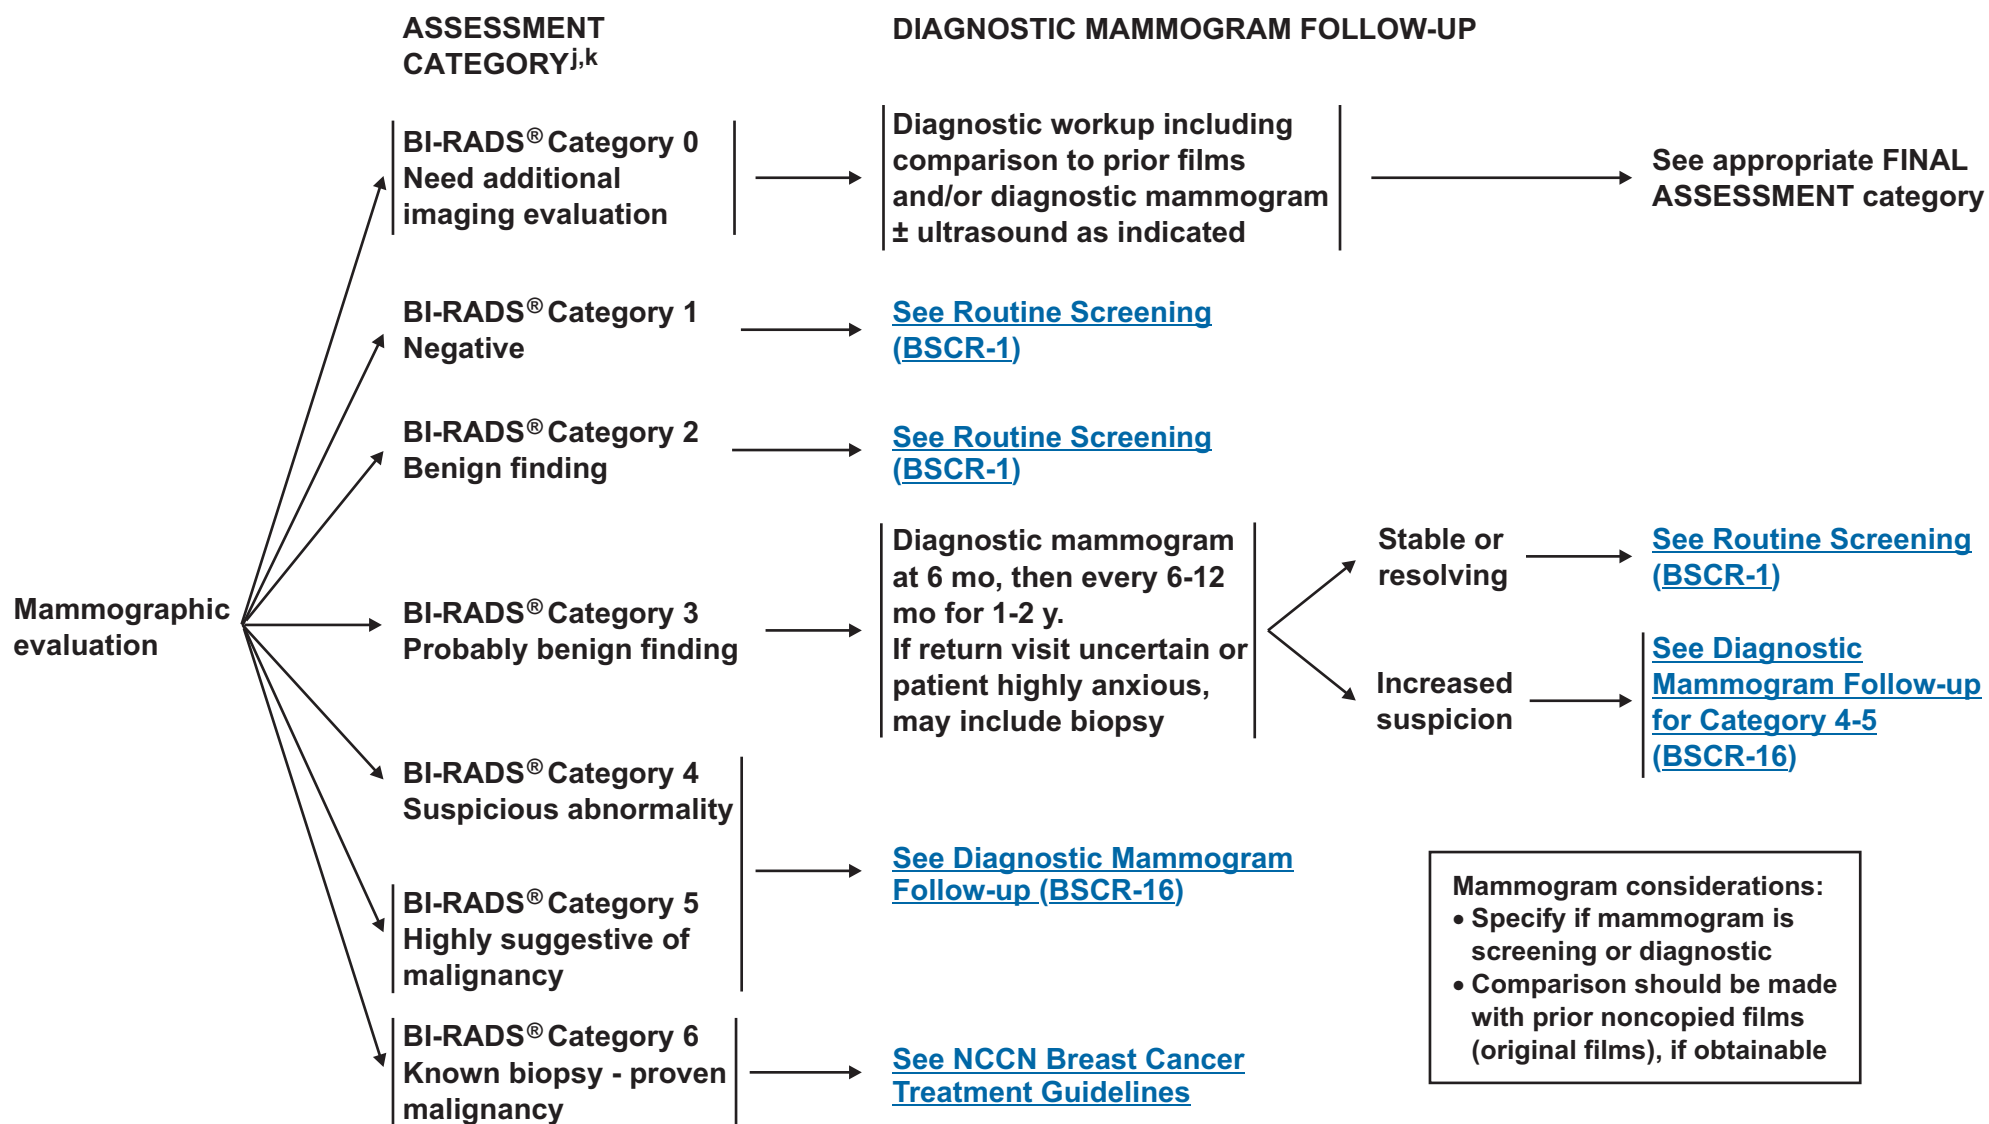 ASSESSMENT
CATEGORYj,k
DIAGNOSTIC MAMMOGRAM FOLLOW-UP
BI-RADS® Category 0
Need additional
imaging evaluation
Diagnostic workup including
comparison to prior films
and/or diagnostic mammogram
± ultrasound as indicated
See appropriate FINAL
ASSESSMENT category
BI-RADS® Category 1
Negative
See Routine Screening
(BSCR-1)
BI-RADS® Category 2
Benign finding
See Routine Screening
(BSCR-1)
Mammographic
evaluation
BI-RADS® Category 3
Probably benign finding
Diagnostic mammogram
at 6 mo, then every 6-12
mo for 1-2 y.
If return visit uncertain or
patient highly anxious,
may include biopsy
Stable or
resolving
See Routine Screening
(BSCR-1)
Increased
suspicion
See Diagnostic
Mammogram Follow-up
for Category 4-5
(BSCR-16)
BI-RADS® Category 4
Suspicious abnormality
BI-RADS® Category 5
Highly suggestive of
malignancy
See Diagnostic Mammogram
Follow-up (BSCR-16)
BI-RADS® Category 6
Known biopsy - proven
malignancy
See NCCN Breast Cancer
Treatment Guidelines
Mammogram considerations:
• Specify if mammogram is
screening or diagnostic
• Comparison should be made
with prior noncopied films
(original films), if obtainable